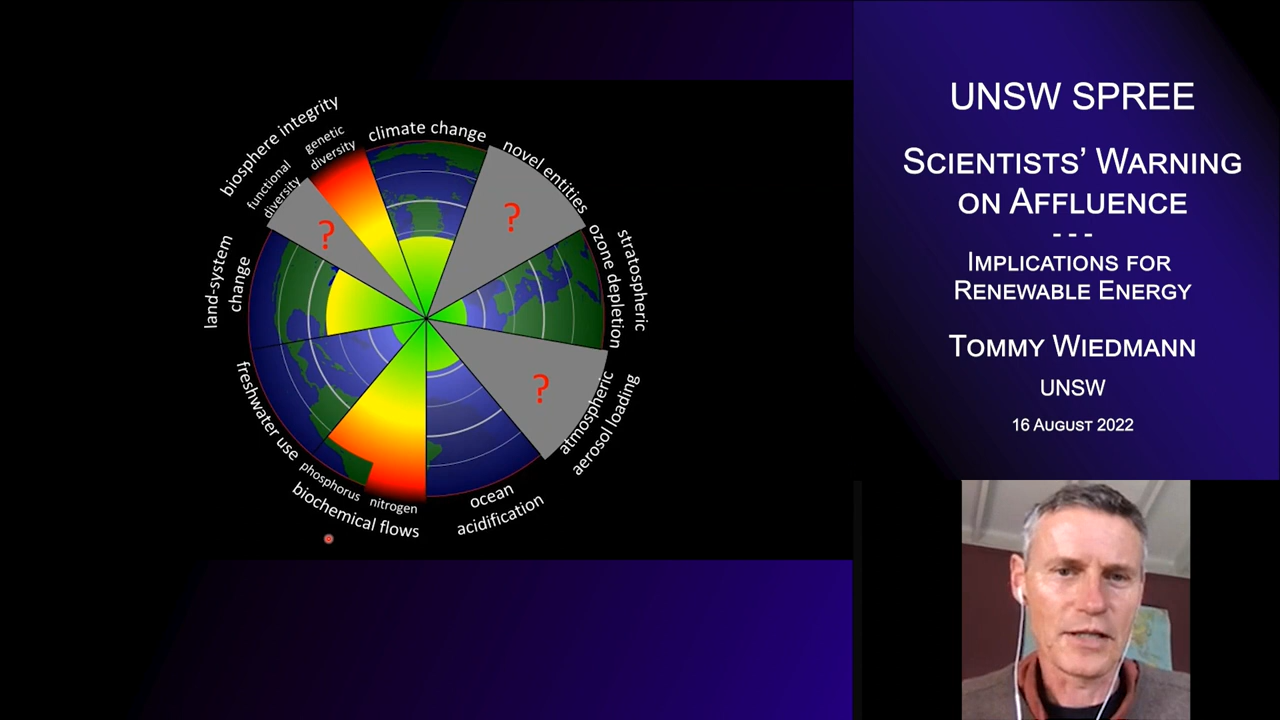 biosphere integrity
functional
diversity
genetic
diversity
climate change
novel entities
stratospheric
ozone depletion
atmospheric
aerosol loading
ocean
acidification
biochemical flows
phosphorus
nitrogen
freshwater use
land-system
change
?
?
?
UNSW SPREE
SCIENTISTS' WARNING
ON AFFLUENCE
- - -
IMPLICATIONS FOR
RENEWABLE ENERGY
TOMMY WIEDMANN
UNSW
16 AUGUST 2022